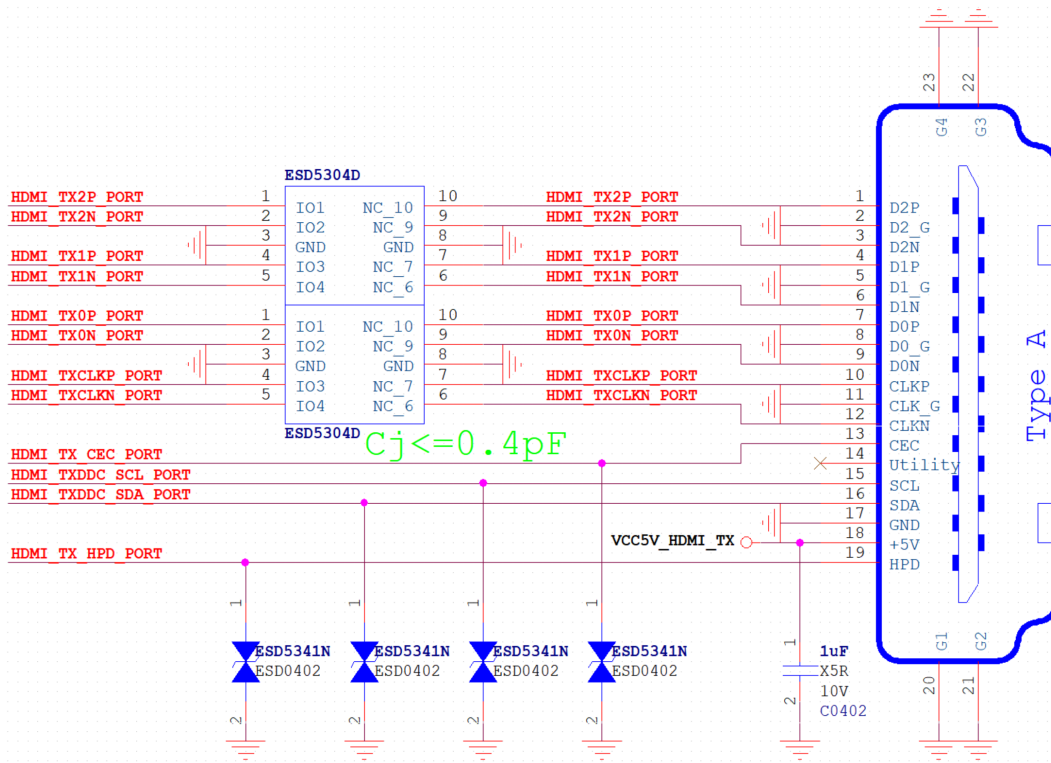 23
22
G4
G3
ESD5304D
HDMI_TX2P_PORT 1 IO1 NC_10 10 HDMI_TX2P_PORT 1 D2P
HDMI_TX2N_PORT 2 IO2 NC_9 9 HDMI_TX2N_PORT 2 D2_G
3 GND GND 8 3 D2N
HDMI_TX1P_PORT 4 IO3 NC_7 7 HDMI_TX1P_PORT 4 D1P
HDMI_TX1N_PORT 5 IO4 NC_6 6 HDMI_TX1N_PORT 5 D1_G
6 D1N
HDMI_TX0P_PORT 1 IO1 NC_10 10 HDMI_TX0P_PORT 7 D0P
HDMI_TX0N_PORT 2 IO2 NC_9 9 HDMI_TX0N_PORT 8 D0_G
3 GND GND 8 9 D0N
HDMI_TXCLKP_PORT 4 IO3 NC_7 7 HDMI_TXCLKP_PORT 10 CLKP
HDMI_TXCLKN_PORT 5 IO4 NC_6 6 HDMI_TXCLKN_PORT 11 CLK_G
12 CLKN
ESD5304D
Cj<=0.4pF
13 CEC
HDMI_TX_CEC_PORT 14 Utility
HDMI_TXDDC_SCL_PORT 15 SCL
HDMI_TXDDC_SDA_PORT 16 SDA
17 GND
VCC5V_HDMI_TX 18 +5V
HDMI_TX_HPD_PORT 19 HPD
Type A
1 1 1 1
ESD5341N ESD5341N ESD5341N ESD5341N
ESD0402 ESD0402 ESD0402 ESD0402
2 2 2 2
1
1uF
X5R
10V
C0402
2
G1
G2
20
21